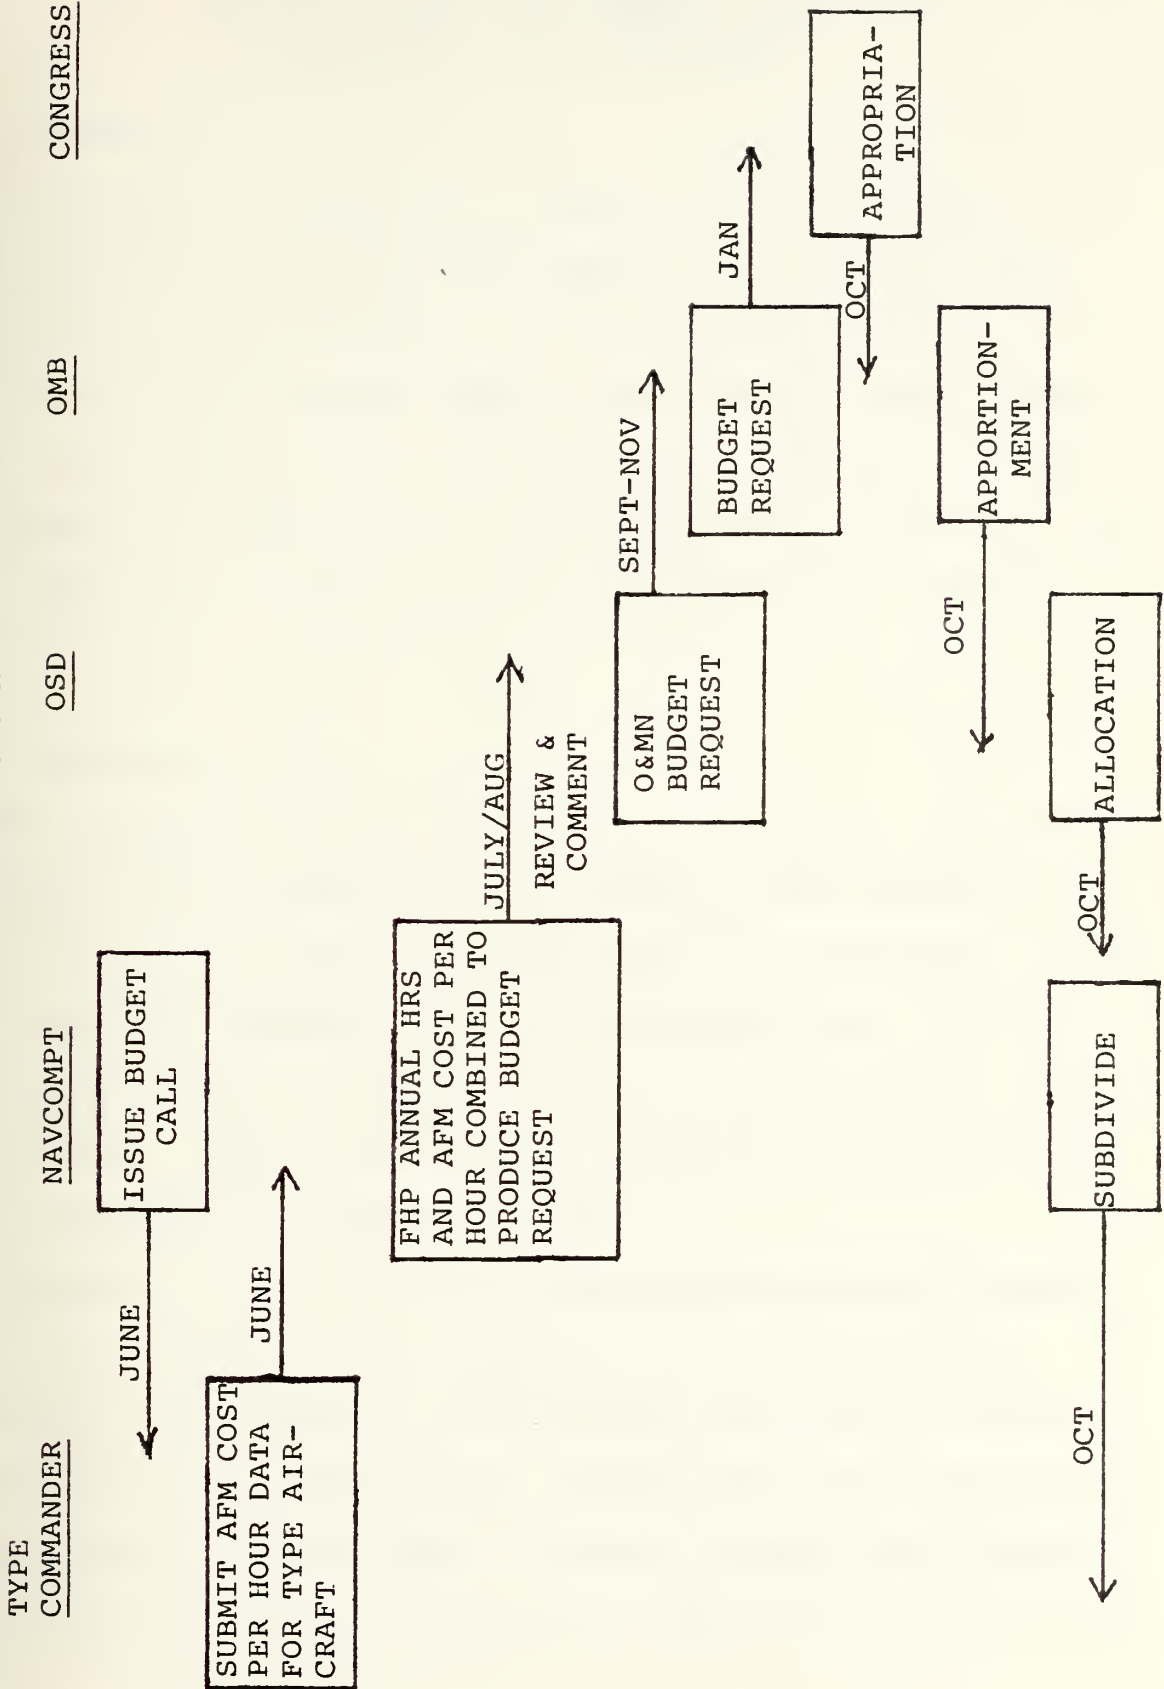 TYPE
COMMANDER
NAVCOMPT
OSD
OMB
CONGRESS
ISSUE BUDGET
CALL
JUNE
SUBMIT AFM COST
PER HOUR DATA
FOR TYPE AIR-
CRAFT
JUNE
FHP ANNUAL HRS
AND AFM COST PER
HOUR COMBINED TO
PRODUCE BUDGET
REQUEST
JULY/AUG
REVIEW &
COMMENT
O&MN
BUDGET
REQUEST
SEPT-NOV
BUDGET
REQUEST
JAN
APPROPRIA-
TION
OCT
APPORTION-
MENT
OCT
ALLOCATION
OCT
SUBDIVIDE
OCT